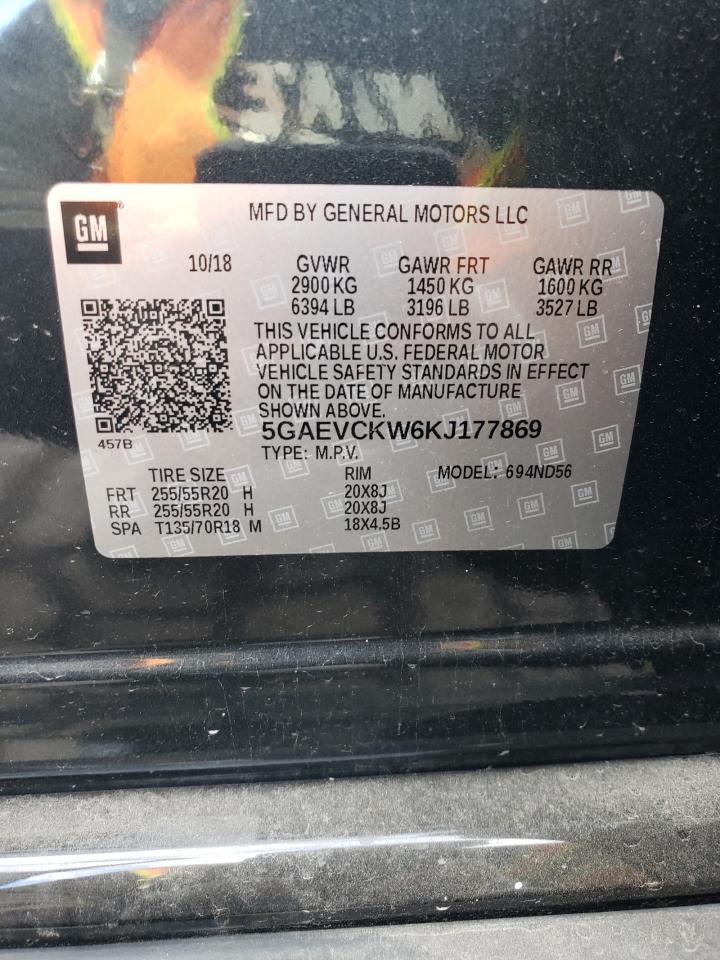 GM
MFD BY GENERAL MOTORS LLC
10/18 GVWR GAWR FRT GAWR RR
2900 KG 1450 KG 1600 KG
6394 LB 3196 LB 3527 LB
THIS VEHICLE CONFORMS TO ALL
APPLICABLE U.S. FEDERAL MOTOR
VEHICLE SAFETY STANDARDS IN EFFECT
ON THE DATE OF MANUFACTURE
SHOWN ABOVE.
5GAEVCKW6KJ177869
457B
TYPE: M.P.V.
TIRE SIZE RIM MODEL: 694ND56
FRT 255/55R20 H 20X8J
RR 255/55R20 H 20X8J
SPA T135/70R18 M 18X4.5B